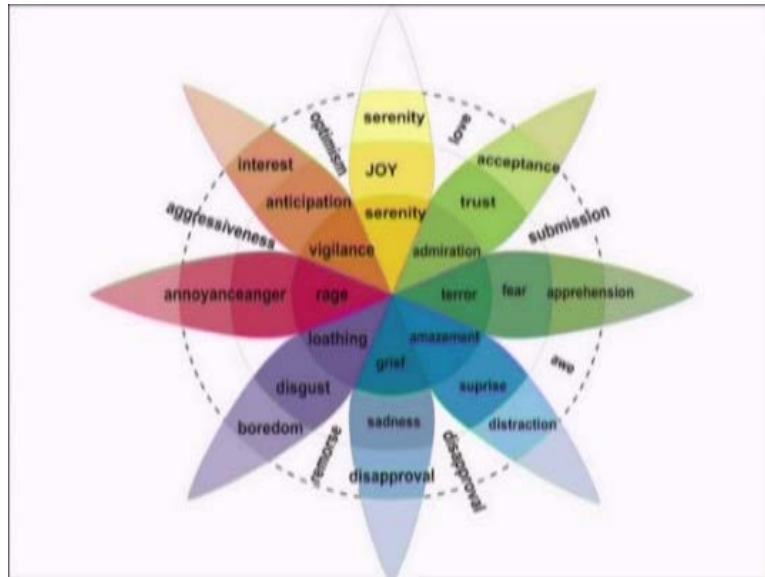 serenity
optimism
love
interest
JOY
acceptance
anticipation
serenity
trust
aggressiveness
submission
vigilance
admiration
annoyanceanger
rage
terror
fear
apprehension
loathing
amazement
grief
awe
disgust
suprise
boredom
sadness
distraction
remorse
disapproval
disapproval